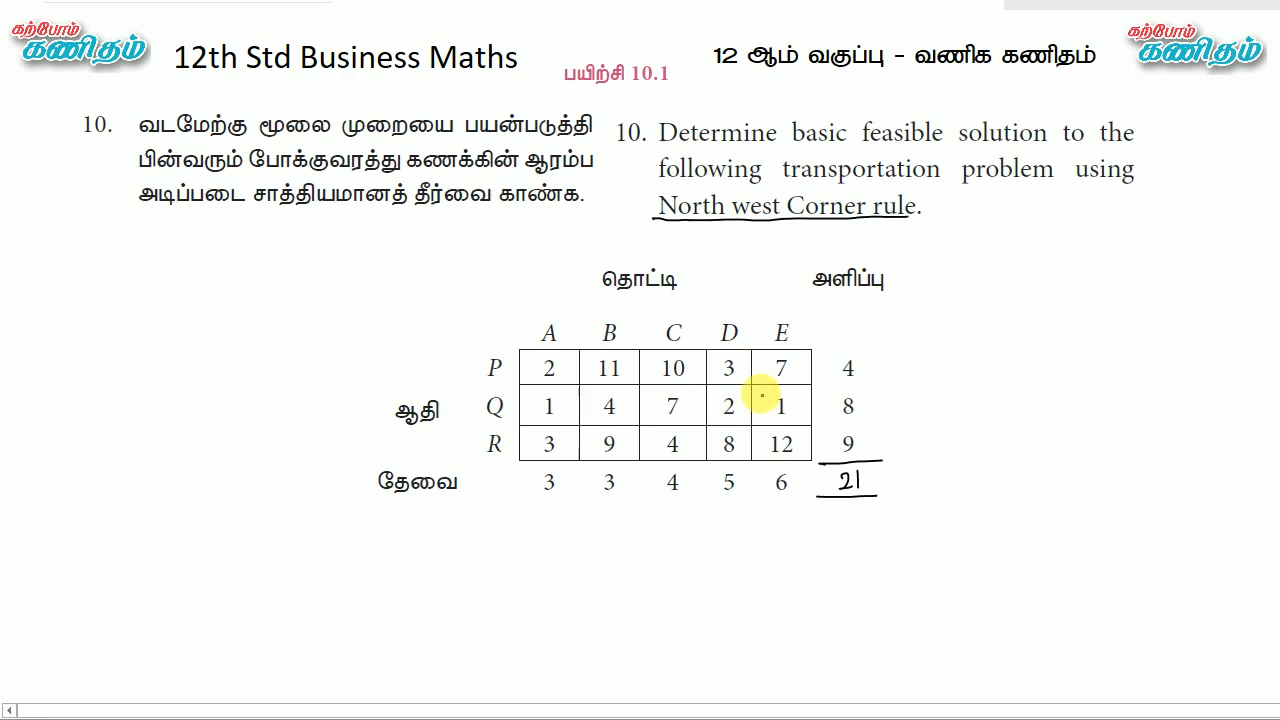 கற்போம்
கணிதம்
12th Std Business Maths
பயிற்சி 10.1
12 ஆம் வகுப்பு - வணிக கணிதம்
கற்போம்
கணிதம்
10. வடமேற்கு மூலை முறையை பயன்படுத்தி
பின்வரும் போக்குவரத்து கணக்கின் ஆரம்ப
அடிப்படை சாத்தியமானத் தீர்வை காண்க.
10. Determine basic feasible solution to the
following transportation problem using
North west Corner rule.
தொட்டி அளிப்பு
A B C D E
P 2 11 10 3 7 4
ஆதி Q 1 4 7 2 1 8
R 3 9 4 8 12 9
தேவை 3 3 4 5 6 21